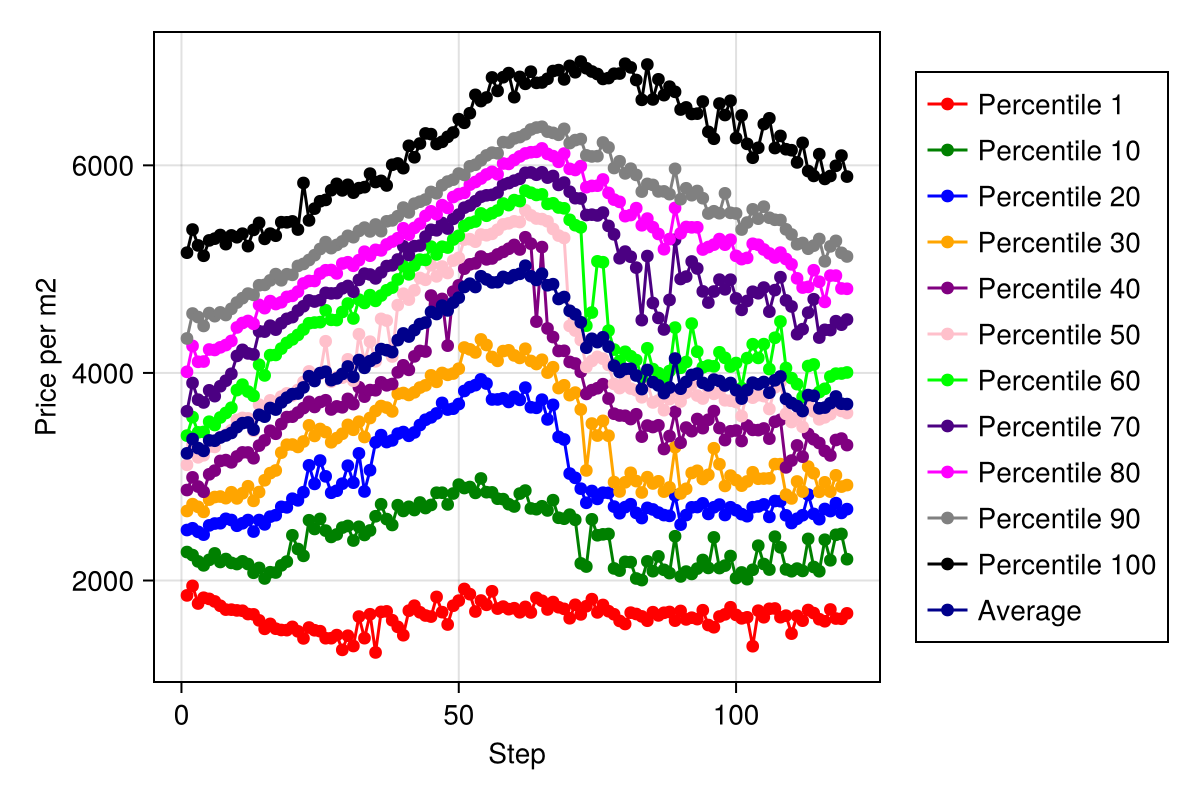 Price per m2
6000
4000
2000
0
50
100
Step
Percentile 1
Percentile 10
Percentile 20
Percentile 30
Percentile 40
Percentile 50
Percentile 60
Percentile 70
Percentile 80
Percentile 90
Percentile 100
Average